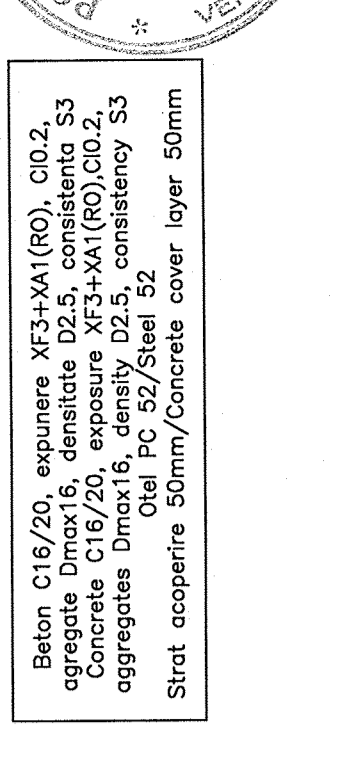 Beton C16/20, expunere XF3+XA1(RO), Cl0.2,
agregate Dmax16, densitate D2.5, consistenta S3
Concrete C16/20, exposure XF3+XA1(RO),Cl0.2,
aggregates Dmax16, density D2.5, consistency S3
Otel PC 52/Steel 52
Strat acoperire 50mm/Concrete cover layer 50mm